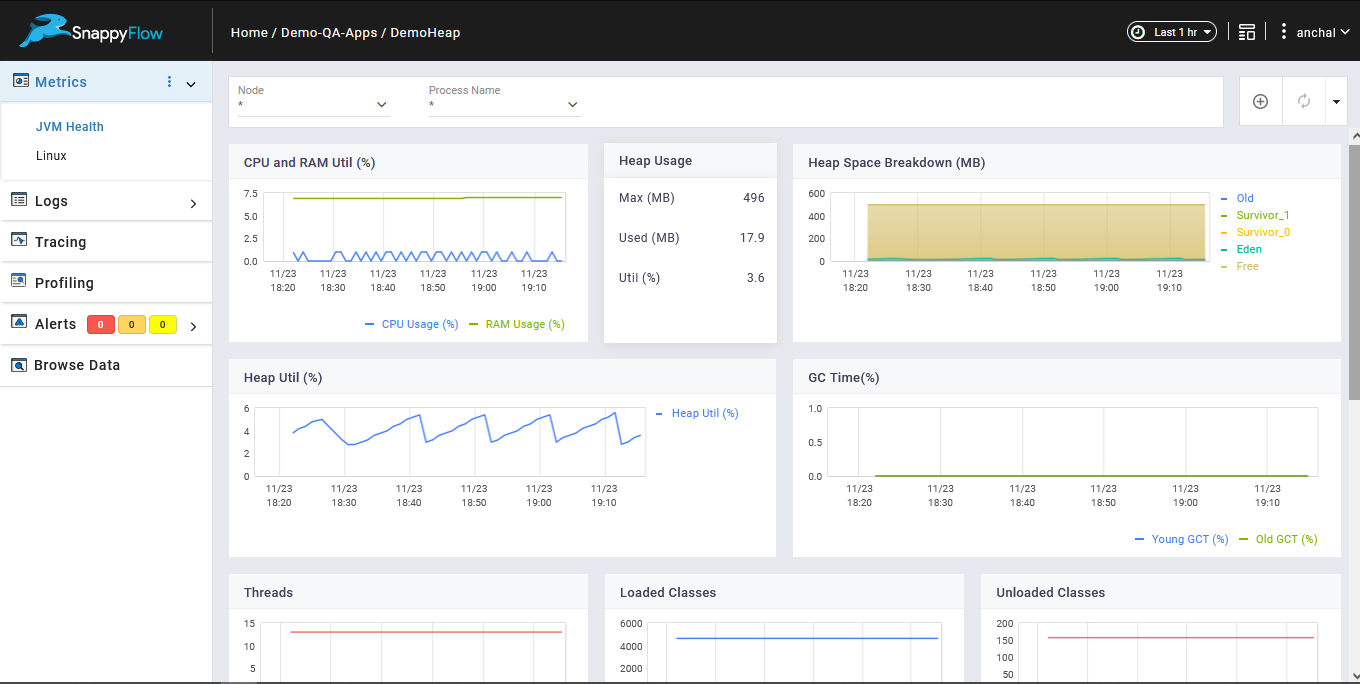 SnappyFlow
Home / Demo-QA-Apps / DemoHeap
Last 1 hr
anchal
Metrics
JVM Health
Linux
Logs
Tracing
Profiling
Alerts 0 0 0
Browse Data
Node
*
Process Name
*
CPU and RAM Util (%)
7.5
5.0
2.5
0.0
11/23 11/23 11/23 11/23 11/23 11/23
18:20 18:30 18:40 18:50 19:00 19:10
CPU Usage (%) RAM Usage (%)
Heap Usage
Max (MB) 496
Used (MB) 17.9
Util (%) 3.6
Heap Space Breakdown (MB)
600
400
200
0
11/23 11/23 11/23 11/23 11/23 11/23
18:20 18:30 18:40 18:50 19:00 19:10
Old
Survivor_1
Survivor_0
Eden
Free
Heap Util (%)
6
4
2
0
11/23 11/23 11/23 11/23 11/23 11/23
18:20 18:30 18:40 18:50 19:00 19:10
Heap Util (%)
GC Time(%)
1.0
0.5
0.0
11/23 11/23 11/23 11/23 11/23 11/23
18:20 18:30 18:40 18:50 19:00 19:10
Young GCT (%) Old GCT (%)
Threads
15
10
5
Loaded Classes
6000
4000
2000
Unloaded Classes
200
150
100
50